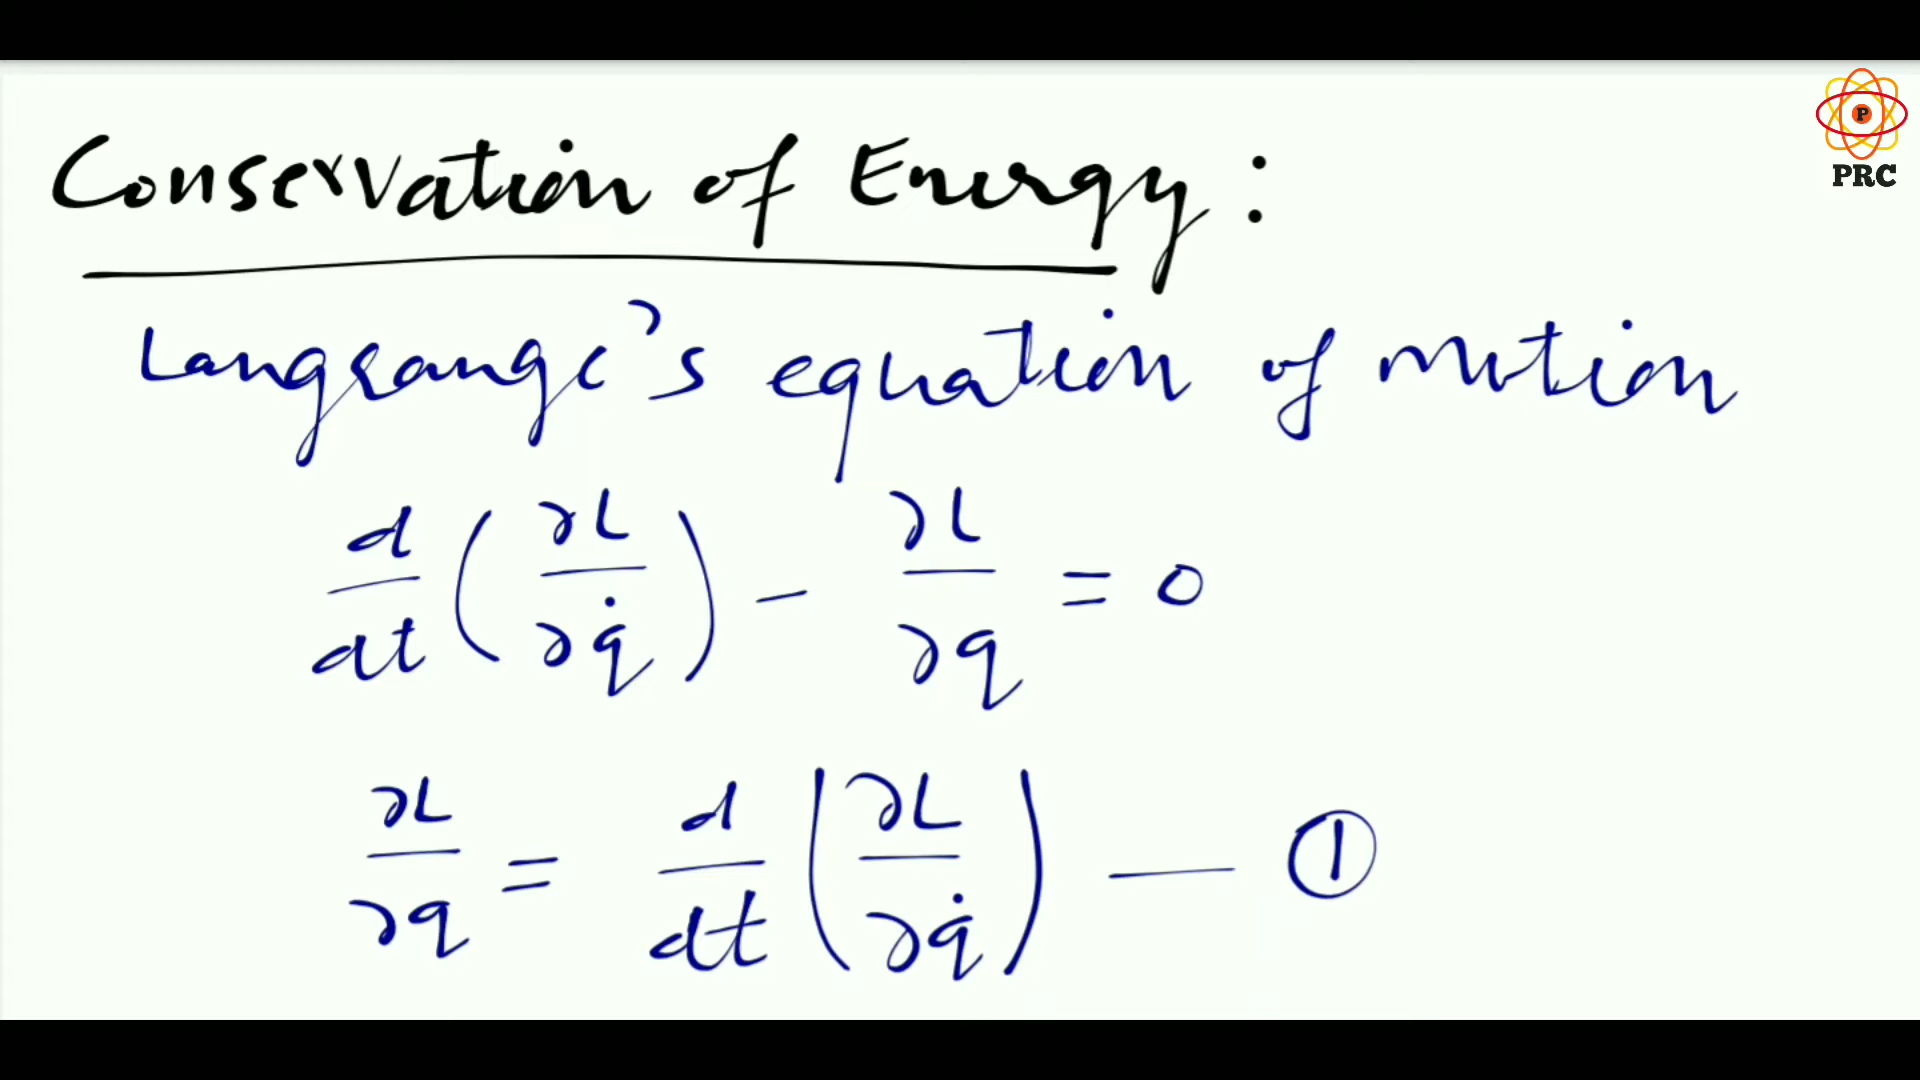 PRC
Conservation of Energy:
Langrange's equation of motion
d/dt (∂L/∂q̇) - ∂L/∂q = 0
∂L/∂q = d/dt (∂L/∂q̇) — ①